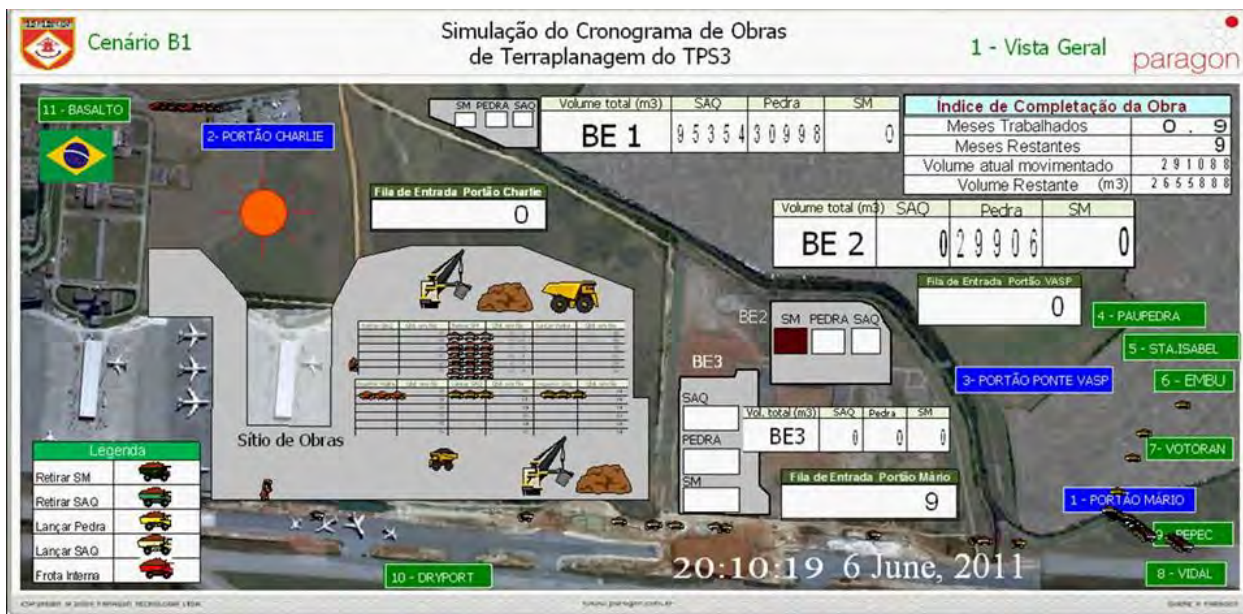 Cenário B1
Simulação do Cronograma de Obras
de Terraplanagem do TPS3
1 - Vista Geral
paragon
11 - BASALTO
2- PORTÃO CHARLIE
SM PEDRA SAQ
Volume total (m3) SAQ Pedra SM
BE 1 95354 30998 0
Índice de Completação da Obra
Meses Trabalhados 0.9
Meses Restantes 9
Volume atual movimentado 291088
Volume Restante (m3) 2655888
Fila de Entrada Portão Charlie
0
Volume total (m3) SAQ Pedra SM
BE 2 0 29906 0
Fila de Entrada Portão VASP
0
4 - PAUPEDRA
BE2
SM PEDRA SAQ
5 - STA.ISABEL
BE3
3- PORTÃO PONTE VASP
6 - EMBU
SAQ
Vol. total (m3) SAQ Pedra SM
BE3 0 0 0
PEDRA
7- VOTORAN
SM
Fila de Entrada Portão Mário
9
1 - PORTÃO MÁRIO
Sítio de Obras
Legenda
Retirar SM
Retirar SAQ
Lançar Pedra
Lançar SAQ
Frota Interna
9- PEPEC
10 - DRYPORT
20:10:19 6 June, 2011
8 - VIDAL